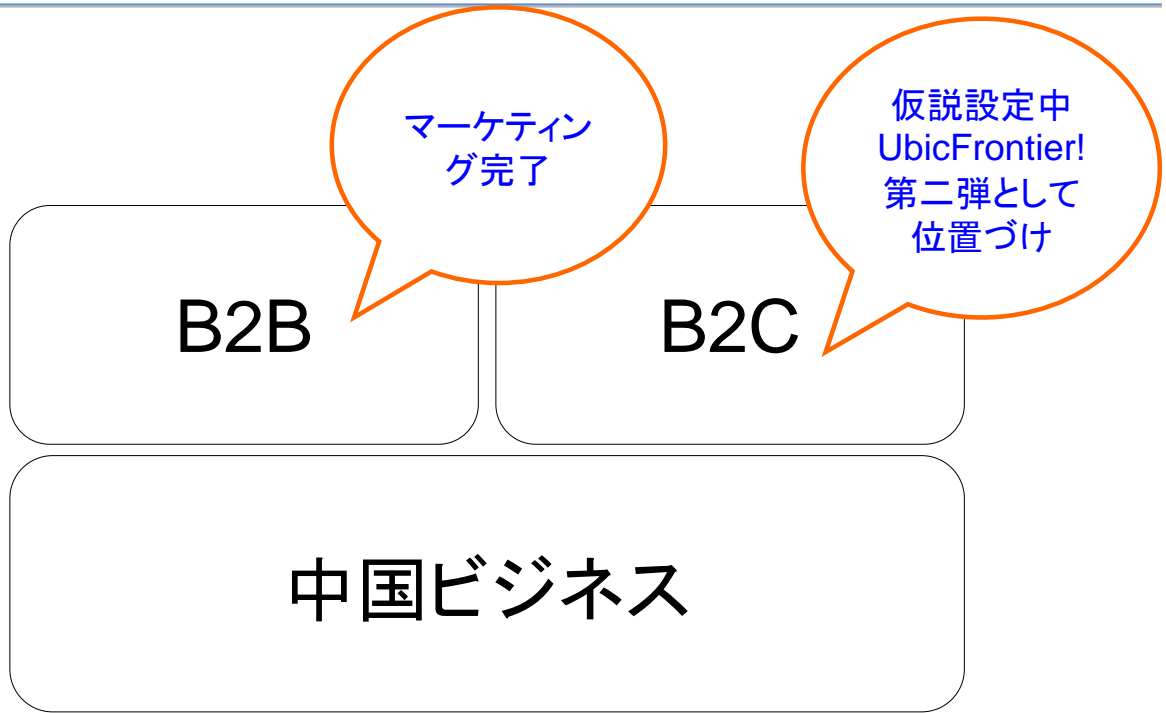 マーケティン
グ完了
仮説設定中
UbicFrontier!
第二弾として
位置づけ
B2B
B2C
中国ビジネス